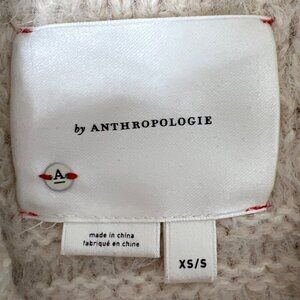 by ANTHROPOLOGIE
A
made in china
fabriqué en chine
XS/S